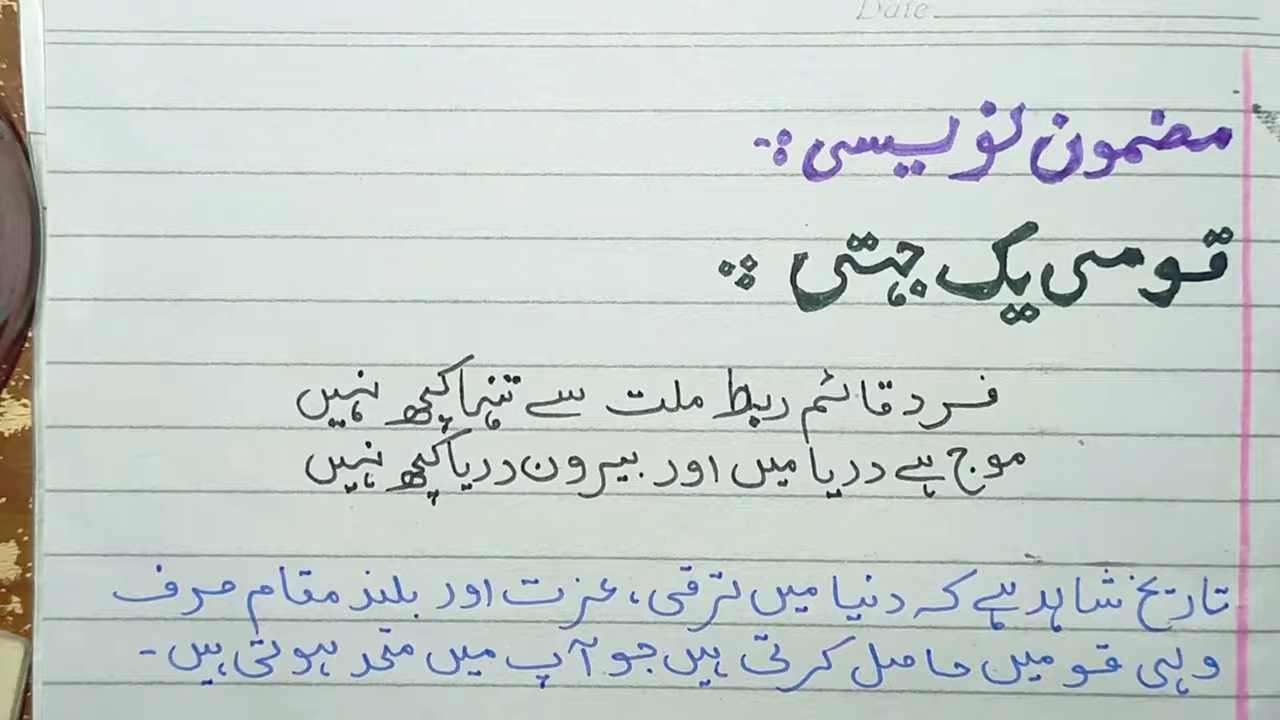 Date
مضمون نویسی :-
قومی یک جہتی :-
فرد قائم ربط ملت سے تنہا کچھ نہیں
موج ہے دریا میں اور بیرون دریا کچھ نہیں
تاریخ شاہد ہے کہ دنیا میں ترقی، عزت اور بلند مقام صرف
وہی قومیں حاصل کرتی ہیں جو آپ میں متحد ہوتی ہیں۔